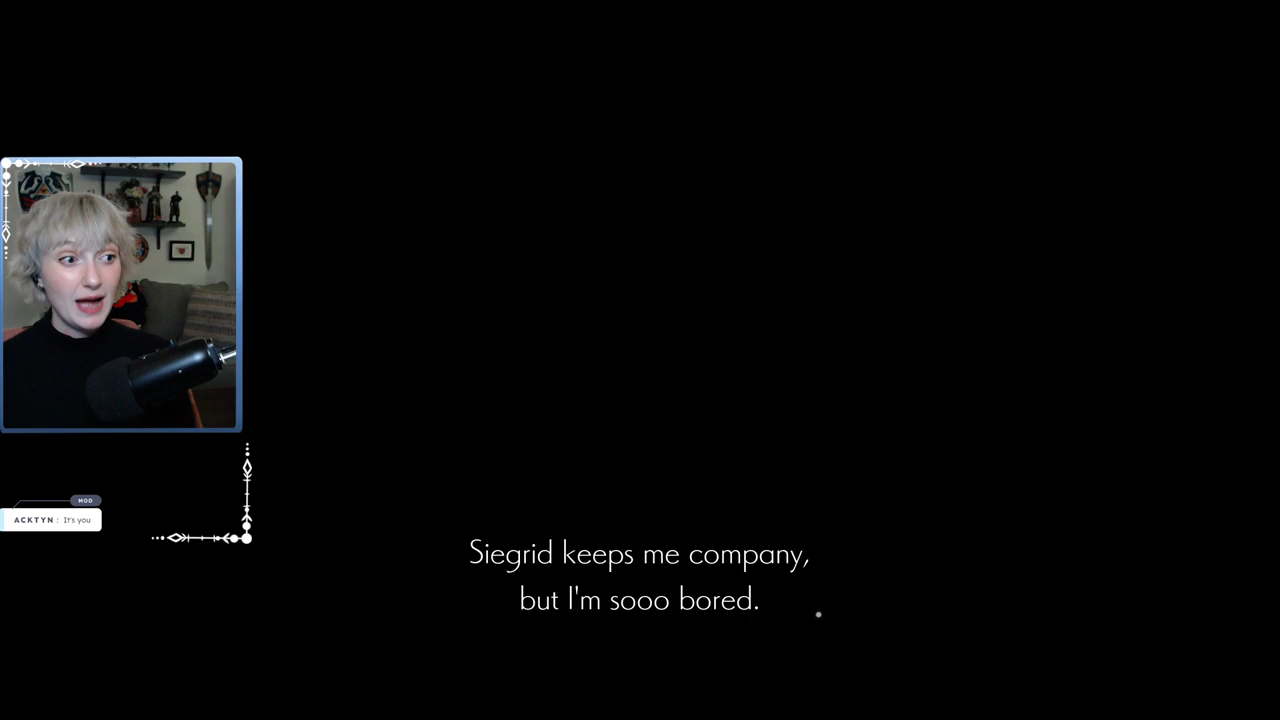 MOD
ACKTYN : It's you
Siegrid keeps me company,
but I'm sooo bored.